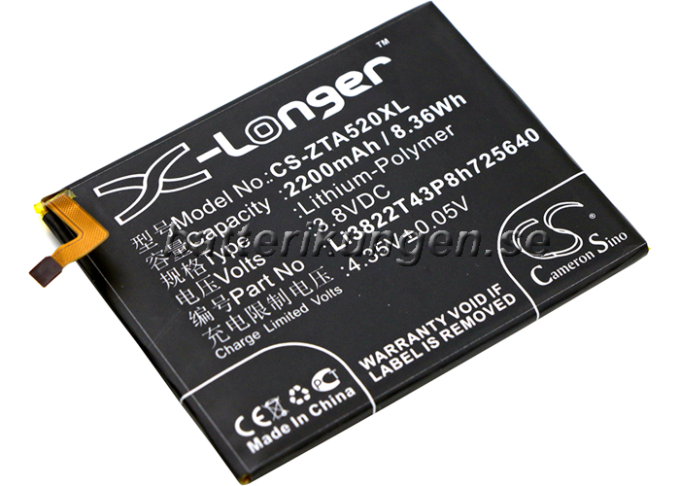 X-Longer™
型号Model No.:CS-ZTA520XL
容量Capacity :2200mAh / 8.36Wh
规格Type :Lithium-Polymer
电压Volts :3.8VDC
编号Part No :Li3822T43P8h725640
充电限制电压 :4.35V±0.05V
Charge Limited Volts
batterikungen.se
CS
Cameron Sino
WARRANTY VOID IF
REMOVED
CE
Made In China